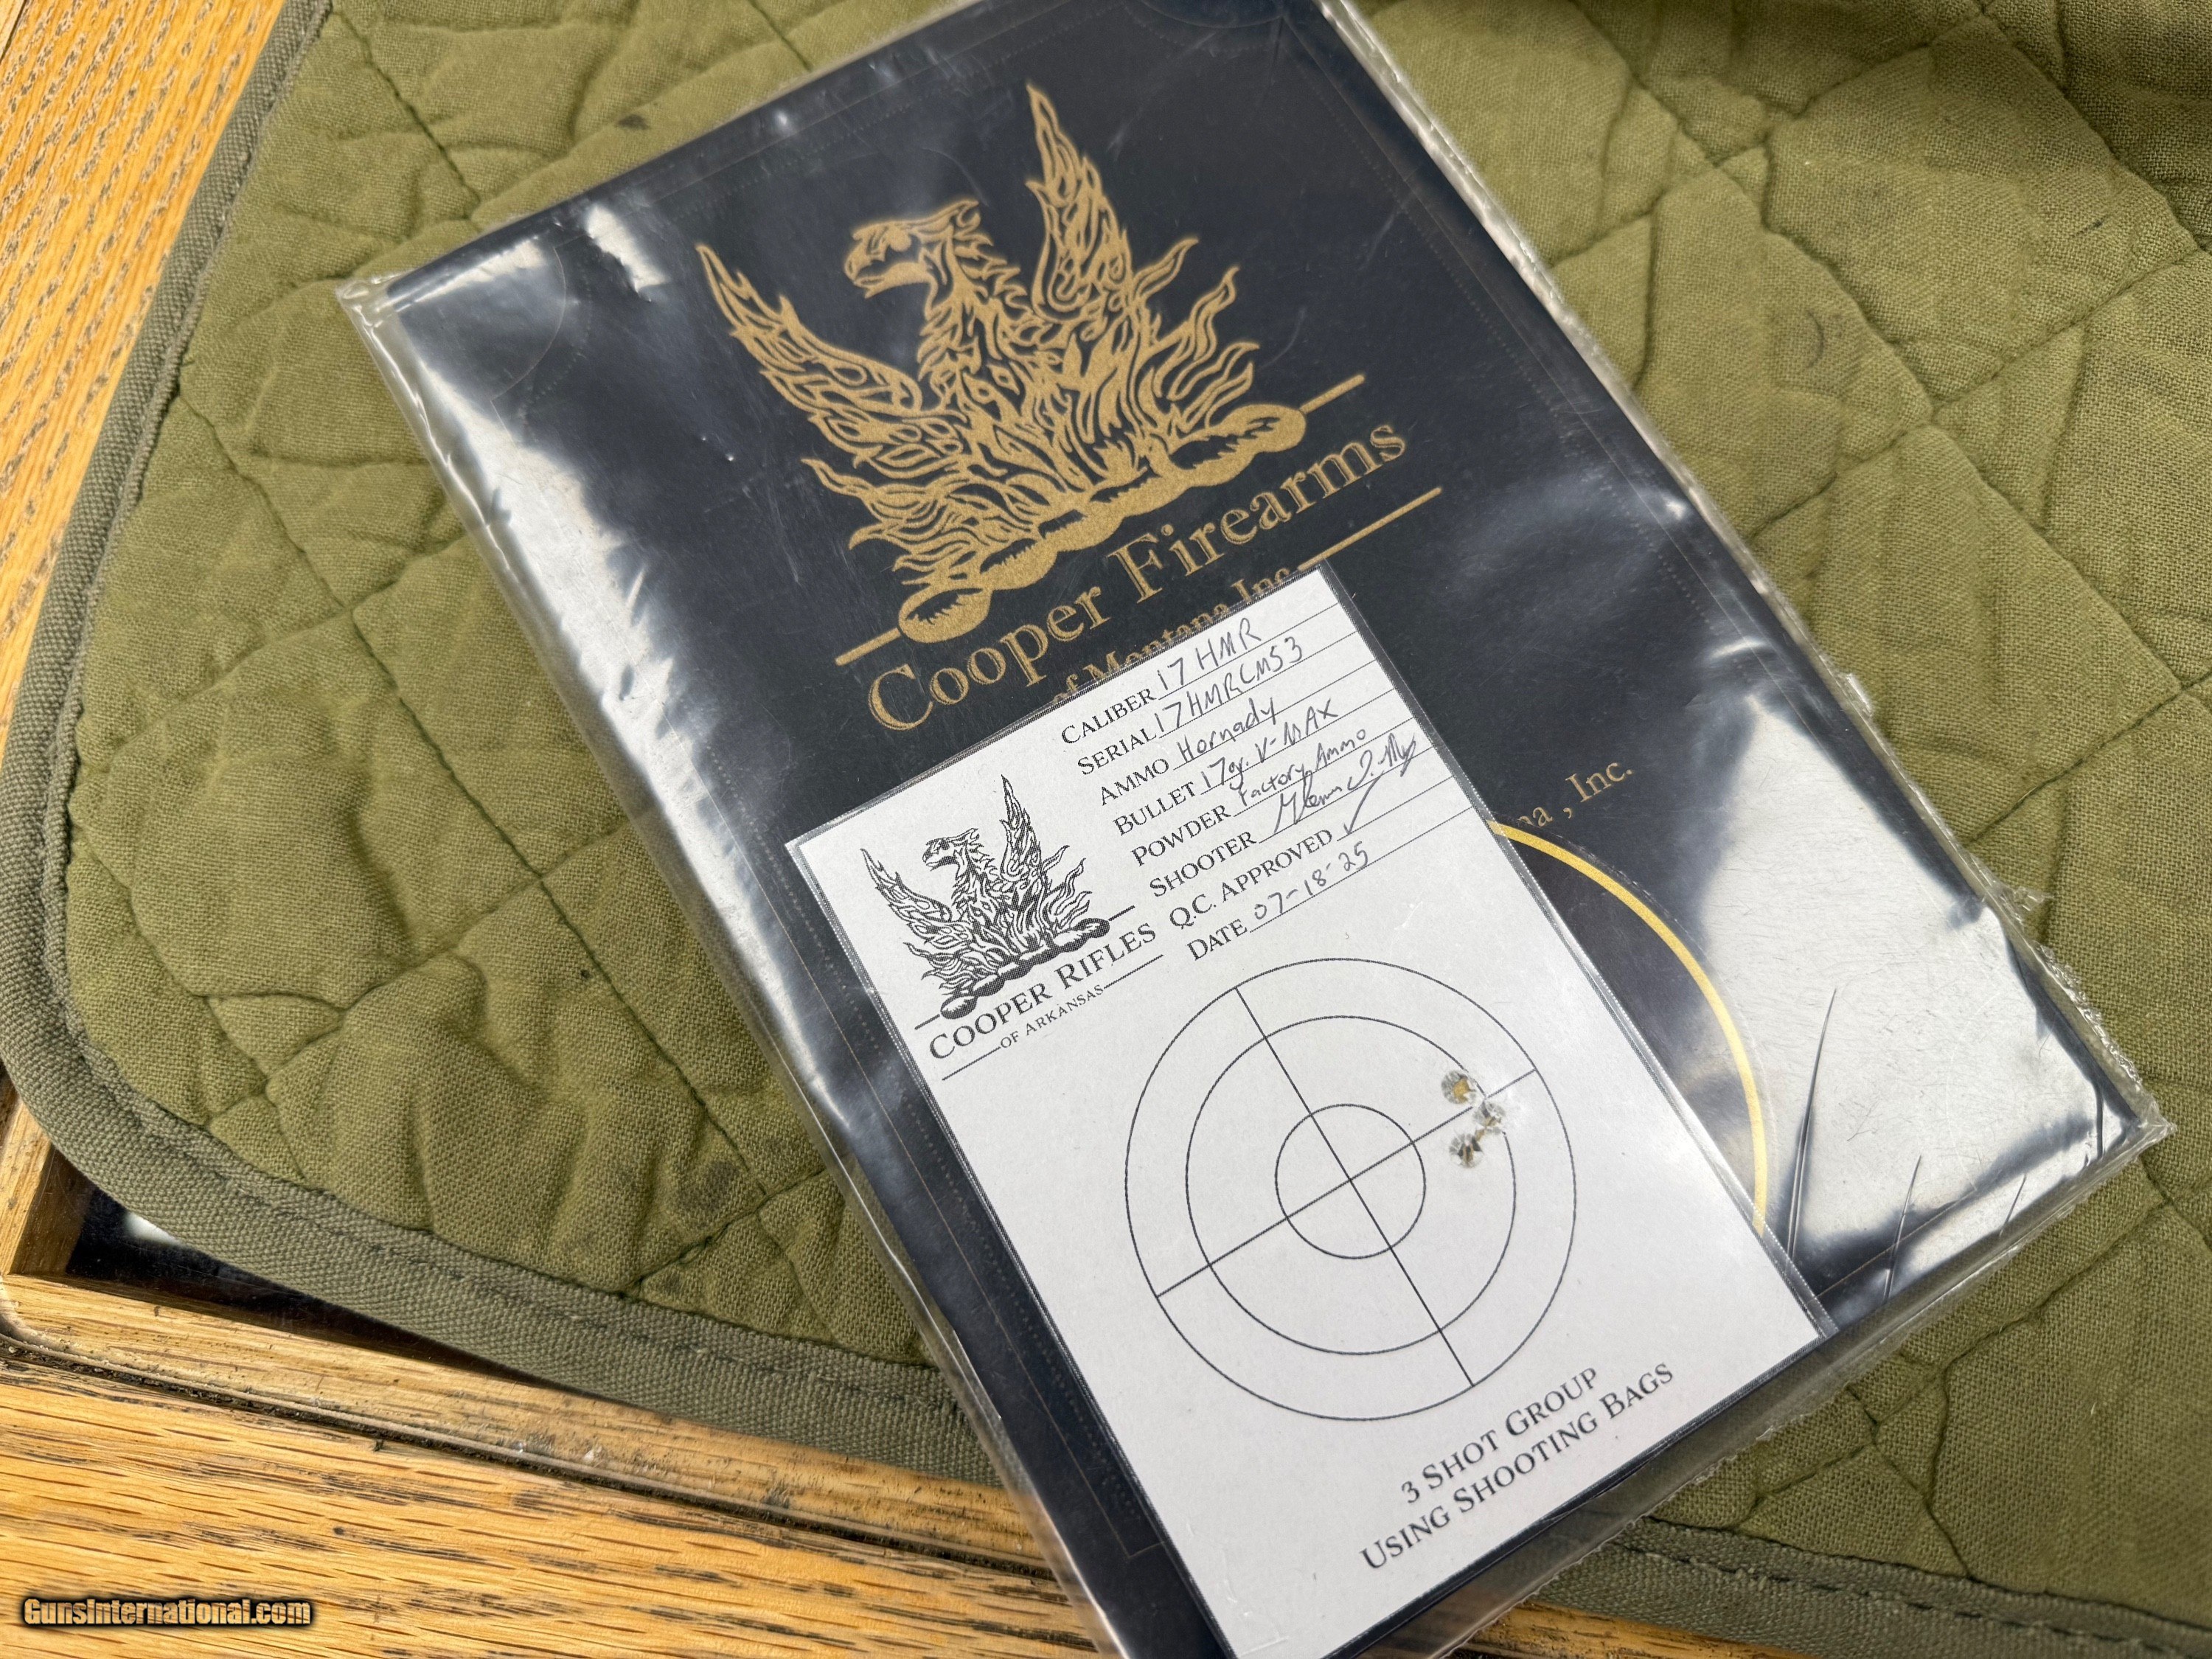 Cooper Firearms
of Montana Inc.
na , Inc.
CALIBER 17 HMR
SERIAL 17HMRCM53
AMMO Hornady
BULLET 17gr. V-MAX
POWDER Factory Ammo
SHOOTER
Q.C. APPROVED ✓
DATE 07-18-25
COOPER RIFLES
OF ARKANSAS
3 SHOT GROUP
USING SHOOTING BAGS
GunsInternational.com